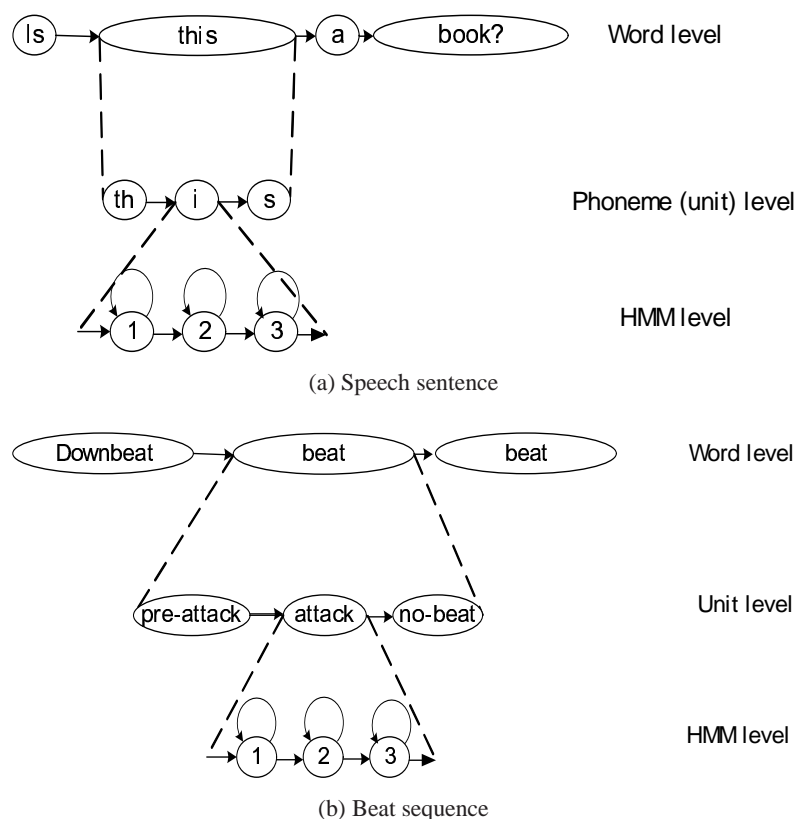 Is this a book? Word level
th i s Phoneme (unit) level
1 2 3 HMM level
(a) Speech sentence
Downbeat beat beat Word level
pre-attack attack no-beat Unit level
1 2 3 HMM level
(b) Beat sequence